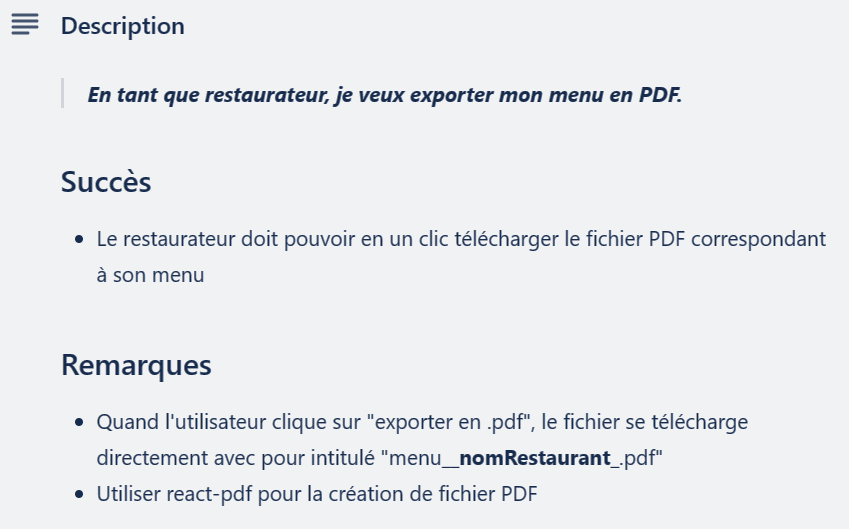 Description
En tant que restaurateur, je veux exporter mon menu en PDF.
Succès
Le restaurateur doit pouvoir en un clic télécharger le fichier PDF correspondant
à son menu
Remarques
Quand l'utilisateur clique sur "exporter en .pdf", le fichier se télécharge
directement avec pour intitulé "menu__nomRestaurant_.pdf"
Utiliser react-pdf pour la création de fichier PDF